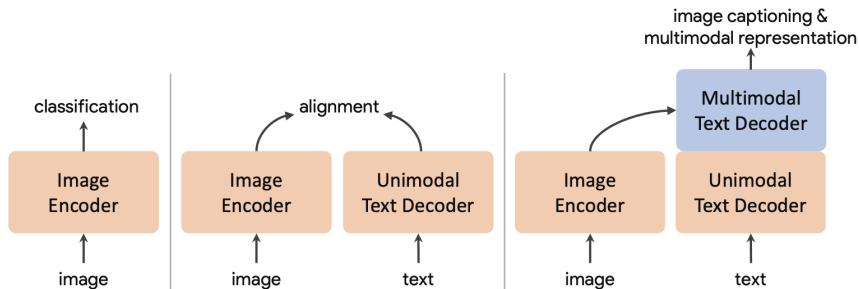 classification
Image
Encoder
image
alignment
Image
Encoder
Unimodal
Text Decoder
image
text
image captioning &
multimodal representation
Multimodal
Text Decoder
Image
Encoder
Unimodal
Text Decoder
image
text